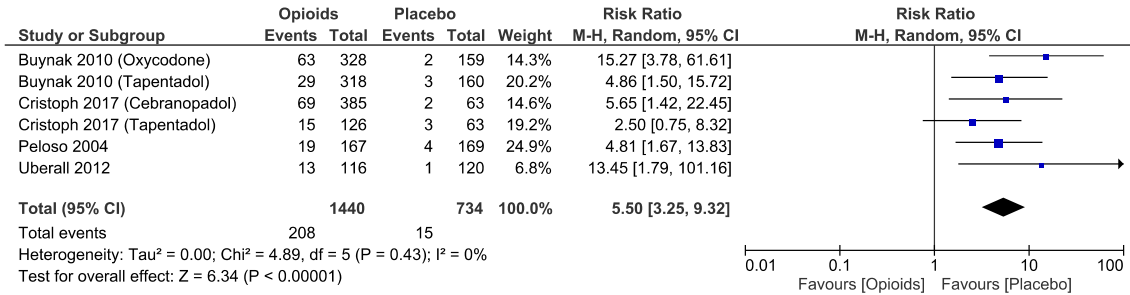 Opioids Placebo Risk Ratio Risk Ratio
Study or Subgroup Events Total Events Total Weight M-H, Random, 95% CI M-H, Random, 95% CI
Buynak 2010 (Oxycodone) 63 328 2 159 14.3% 15.27 [3.78, 61.61]
Buynak 2010 (Tapentadol) 29 318 3 160 20.2% 4.86 [1.50, 15.72]
Cristoph 2017 (Cebranopadol) 69 385 2 63 14.6% 5.65 [1.42, 22.45]
Cristoph 2017 (Tapentadol) 15 126 3 63 19.2% 2.50 [0.75, 8.32]
Peloso 2004 19 167 4 169 24.9% 4.81 [1.67, 13.83]
Uberall 2012 13 116 1 120 6.8% 13.45 [1.79, 101.16]
Total (95% CI) 1440 734 100.0% 5.50 [3.25, 9.32]
Total events 208 15
Heterogeneity: Tau² = 0.00; Chi² = 4.89, df = 5 (P = 0.43); I² = 0%
Test for overall effect: Z = 6.34 (P < 0.00001)
0.01 0.1 1 10 100
Favours [Opioids] Favours [Placebo]